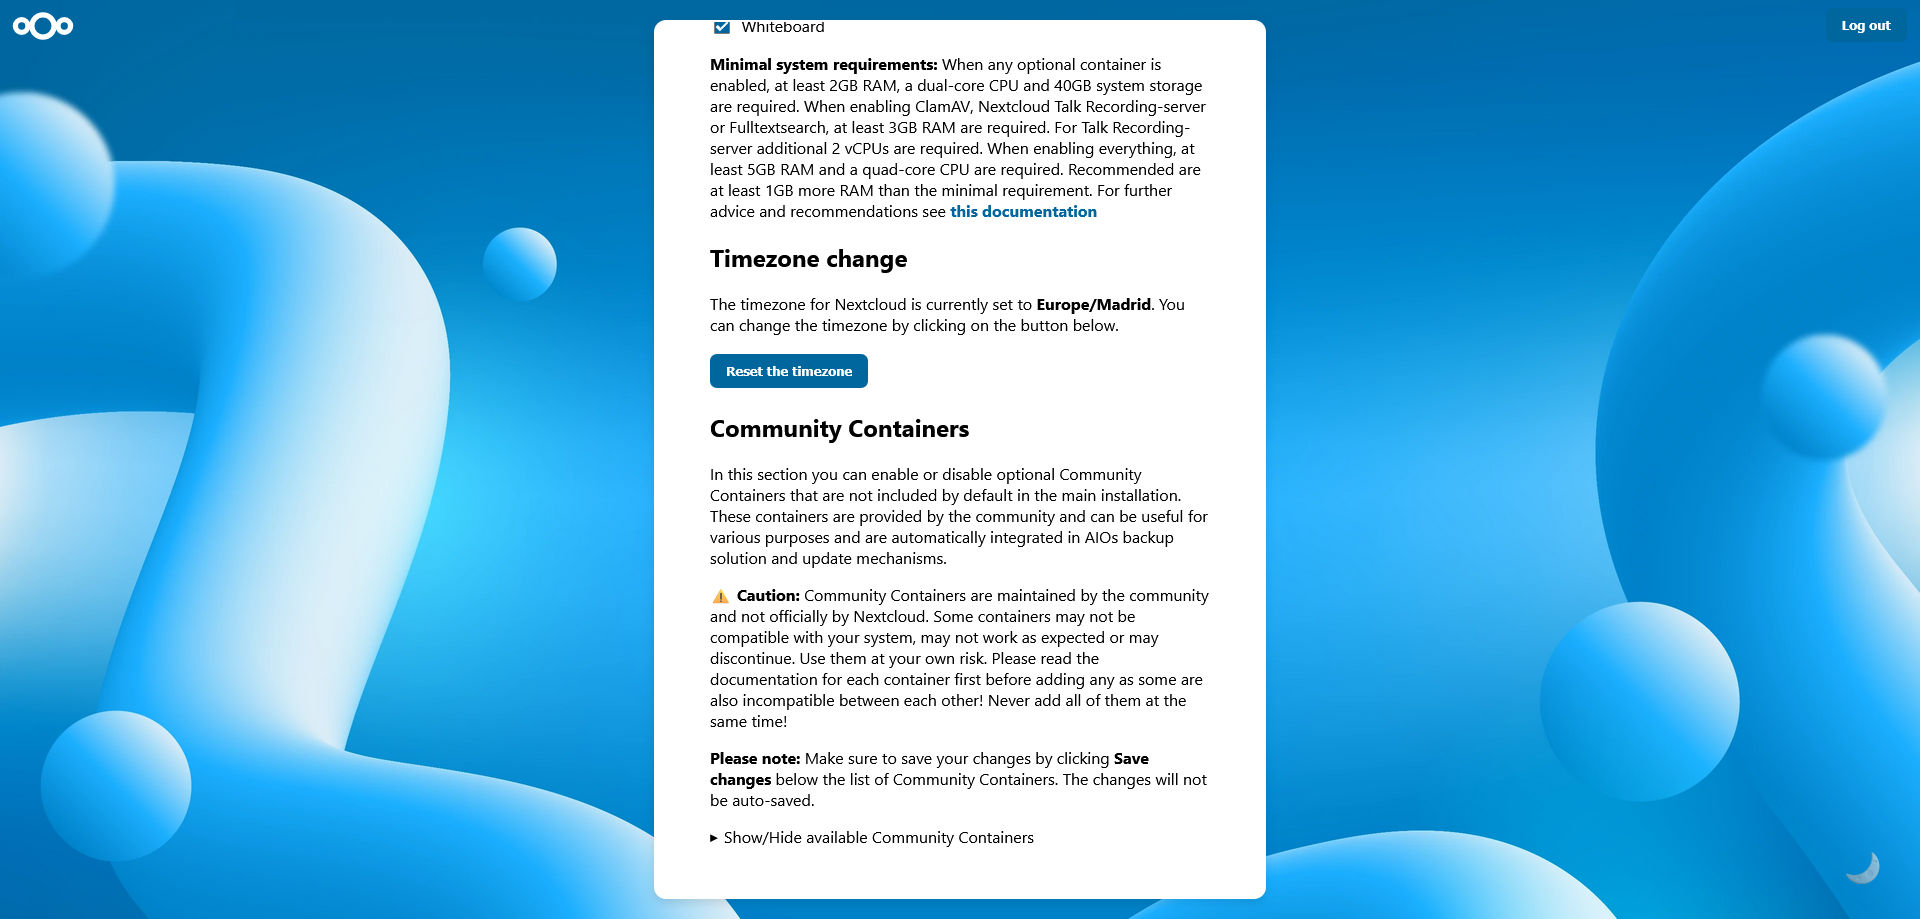 Log out
Whiteboard
Minimal system requirements: When any optional container is
enabled, at least 2GB RAM, a dual-core CPU and 40GB system storage
are required. When enabling ClamAV, Nextcloud Talk Recording-server
or Fulltextsearch, at least 3GB RAM are required. For Talk Recording-
server additional 2 vCPUs are required. When enabling everything, at
least 5GB RAM and a quad-core CPU are required. Recommended are
at least 1GB more RAM than the minimal requirement. For further
advice and recommendations see this documentation
Timezone change
The timezone for Nextcloud is currently set to Europe/Madrid. You
can change the timezone by clicking on the button below.
Reset the timezone
Community Containers
In this section you can enable or disable optional Community
Containers that are not included by default in the main installation.
These containers are provided by the community and can be useful for
various purposes and are automatically integrated in AIOs backup
solution and update mechanisms.
⚠️ Caution: Community Containers are maintained by the community
and not officially by Nextcloud. Some containers may not be
compatible with your system, may not work as expected or may
discontinue. Use them at your own risk. Please read the
documentation for each container first before adding any as some are
also incompatible between each other! Never add all of them at the
same time!
Please note: Make sure to save your changes by clicking Save
changes below the list of Community Containers. The changes will not
be auto-saved.
▸ Show/Hide available Community Containers